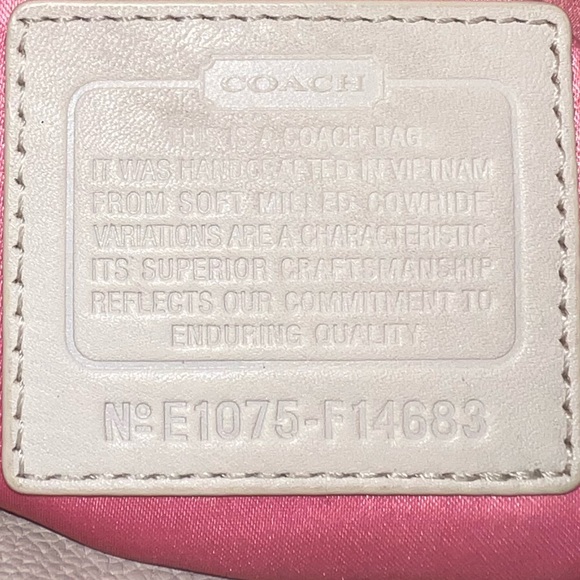 COACH
THIS IS A COACH BAG.
IT WAS HANDCRAFTED IN VIETNAM
FROM SOFT MILLED COWHIDE.
VARIATIONS ARE A CHARACTERISTIC.
ITS SUPERIOR CRAFTSMANSHIP
REFLECTS OUR COMMITMENT TO
ENDURING QUALITY.
Nº E1075-F14683